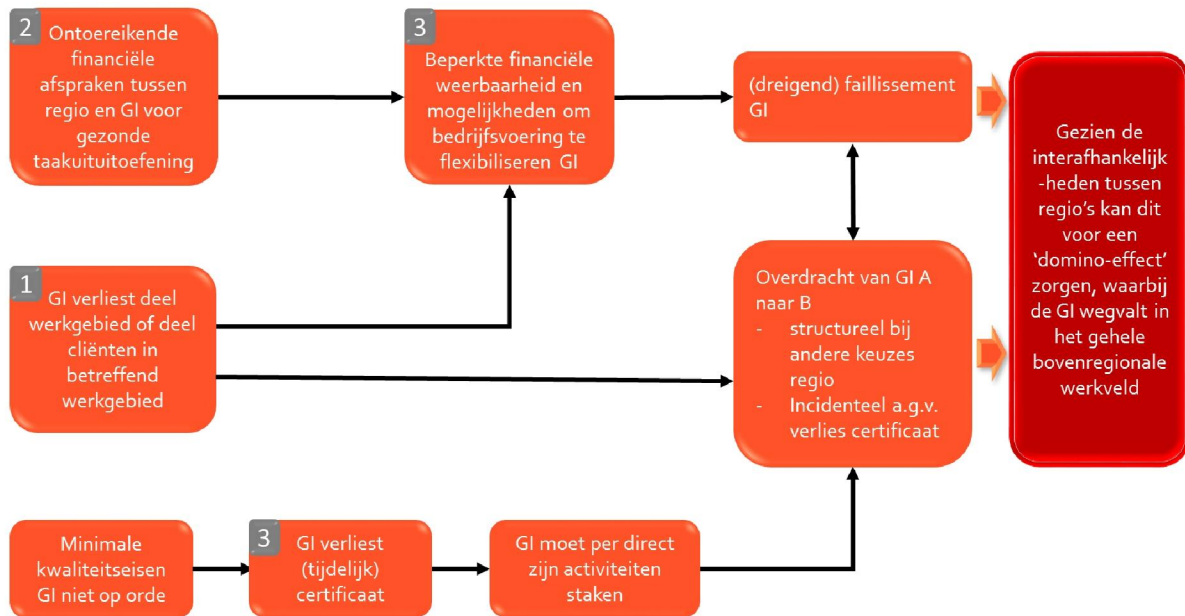 2
Ontoereikende
financiële
afspraken tussen
regio en GI voor
gezonde
taakuituitoefening
3
Beperkte financiële
weerbaarheid en
mogelijkheden om
bedrijfsvoering te
flexibiliseren GI
(dreigend) faillissement
GI
Gezien de
interafhankelijk
-heden tussen
regio's kan dit
voor een
‘domino-effect’
zorgen, waarbij
de GI wegvalt in
het gehele
bovenregionale
werkveld
1
GI verliest deel
werkgebied of deel
cliënten in
betreffend
werkgebied
Overdracht van GI A
naar B
- structureel bij
andere keuzes
regio
- Incidenteel a.g.v.
verlies certificaat
Minimale
kwaliteitseisen
GI niet op orde
3
GI verliest
(tijdelijk)
certificaat
GI moet per direct
zijn activiteiten
staken